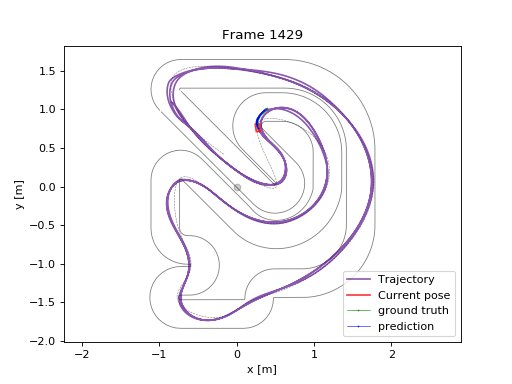 Frame 1429
1.5
1.0
0.5
0.0
−0.5
−1.0
−1.5
−2.0
y [m]
−2
−1
0
1
2
x [m]
Trajectory
Current pose
ground truth
prediction